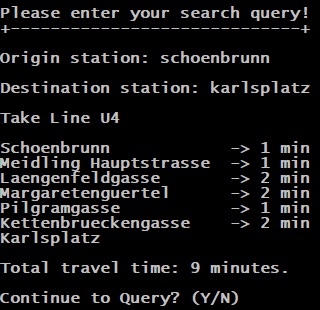 Please enter your search query!
+-----------------------------+
Origin station: schoenbrunn
Destination station: karlsplatz
Take Line U4
Schoenbrunn -> 1 min
Meidling Hauptstrasse -> 1 min
Laengenfeldgasse -> 2 min
Margaretenguertel -> 2 min
Pilgramgasse -> 1 min
Kettenbrueckengasse -> 2 min
Karlsplatz
Total travel time: 9 minutes.
Continue to Query? (Y/N)